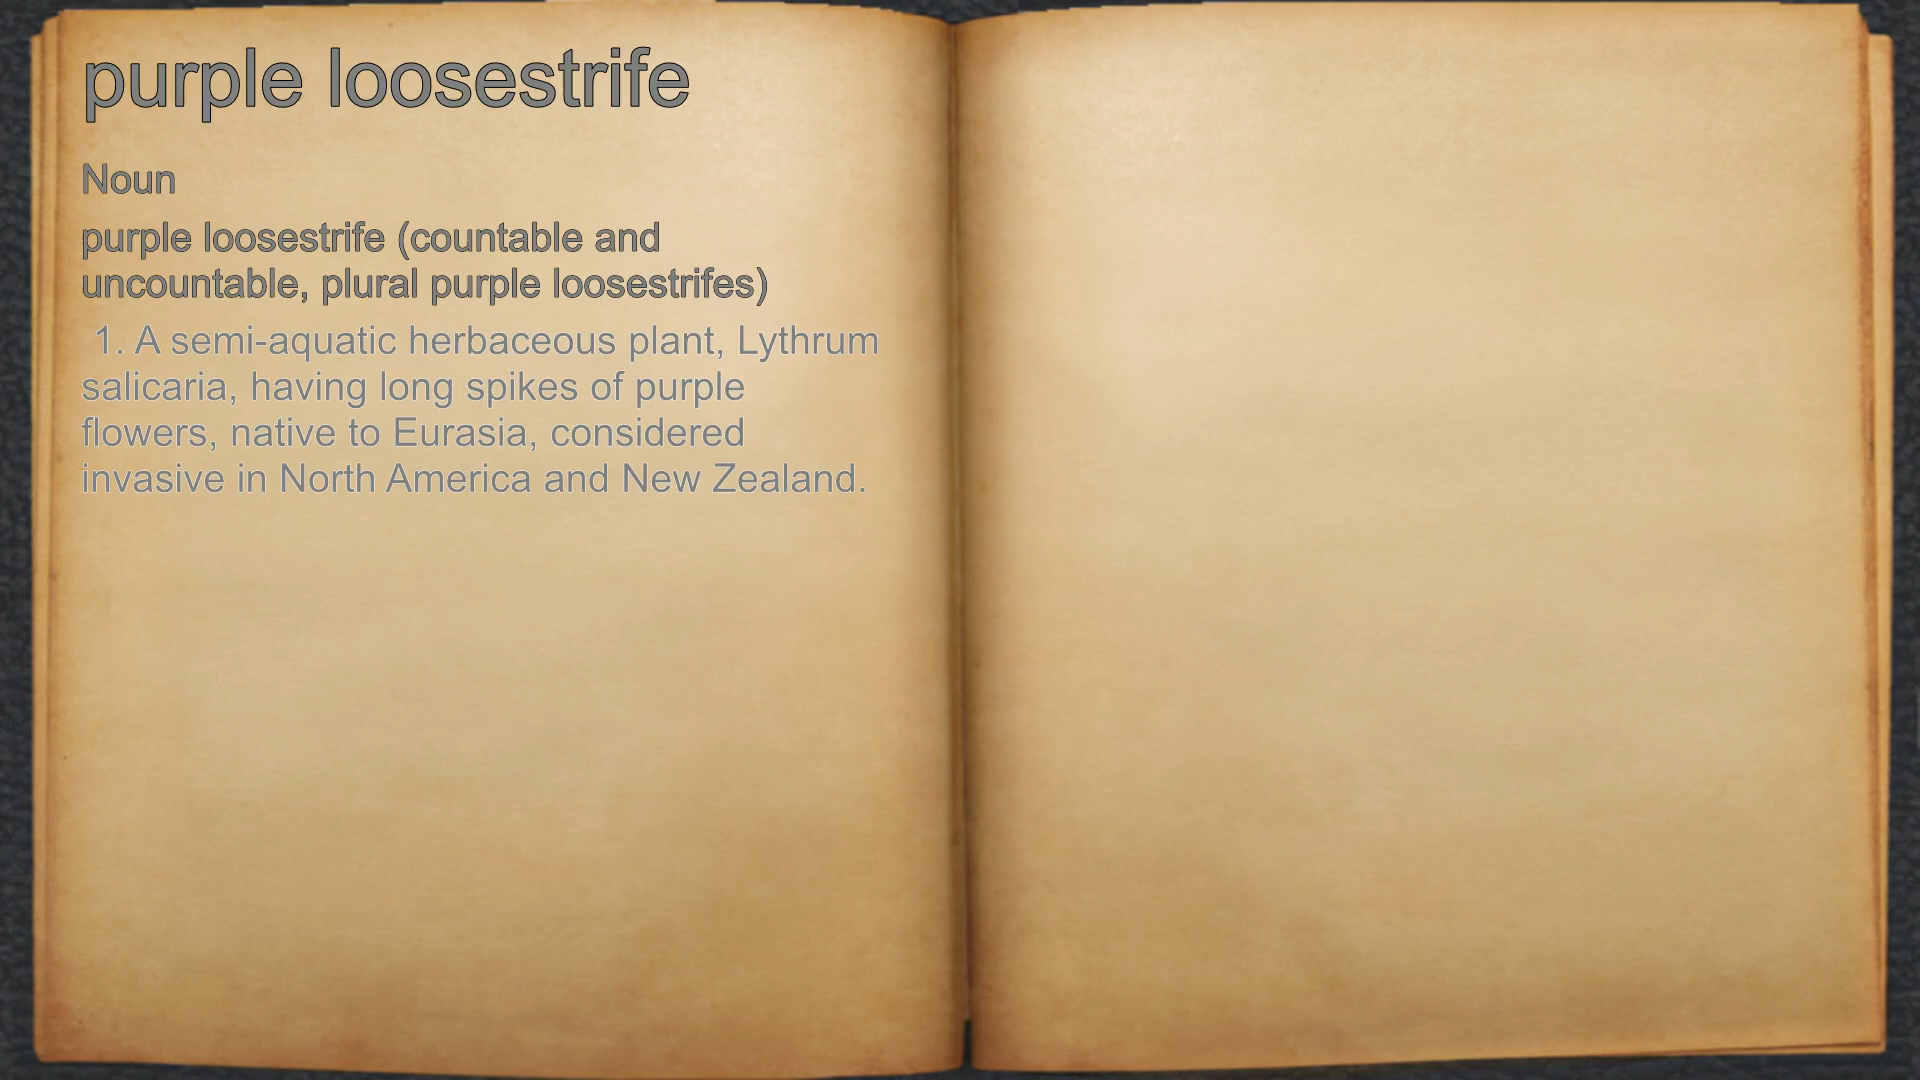 purple loosestrife
Noun
purple loosestrife (countable and
uncountable, plural purple loosestrifes)
1. A semi-aquatic herbaceous plant, Lythrum
salicaria, having long spikes of purple
flowers, native to Eurasia, considered
invasive in North America and New Zealand.